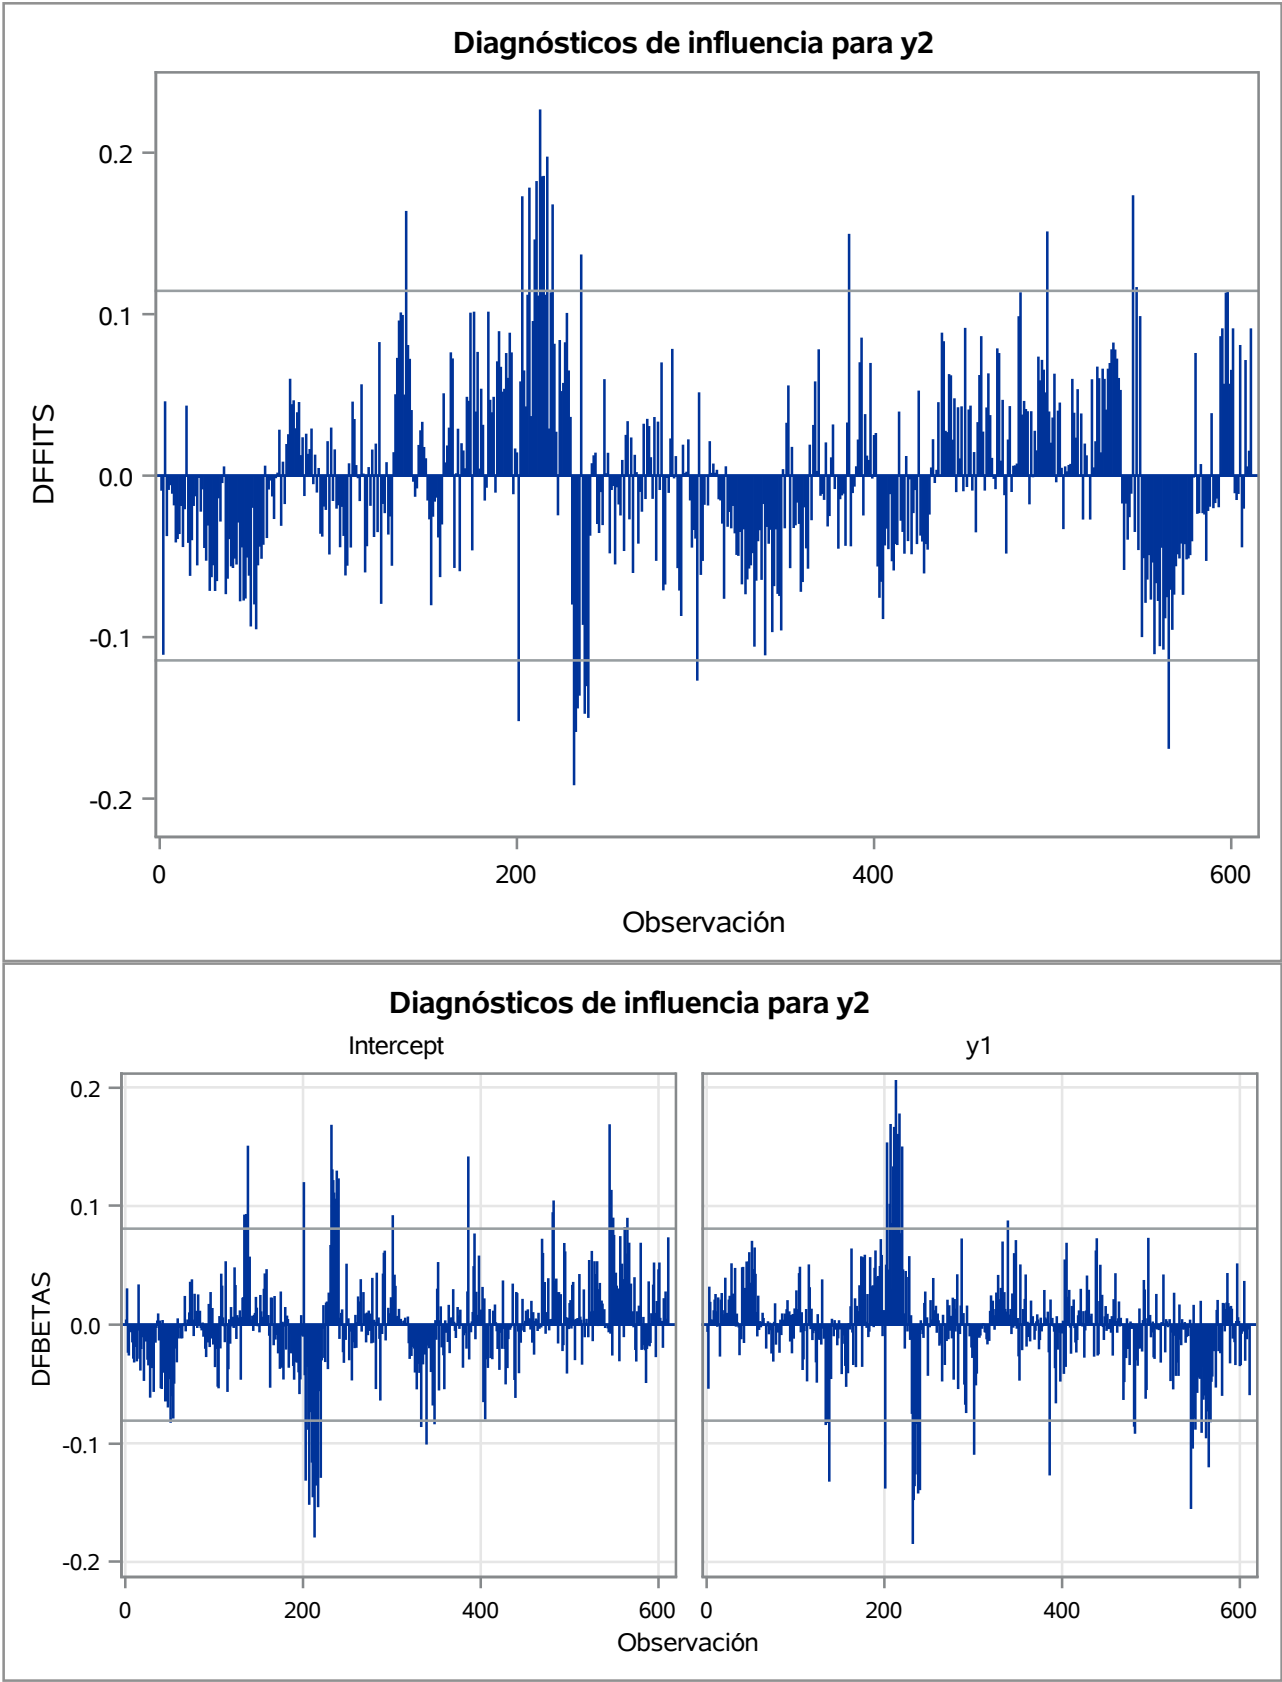 Diagnósticos de influencia para y2
DFFITS
0.2
0.1
0.0
-0.1
-0.2
0 200 400 600
Observación
Diagnósticos de influencia para y2
Intercept y1
DFBETAS
0.2
0.1
0.0
-0.1
-0.2
0 200 400 600 0 200 400 600
Observación